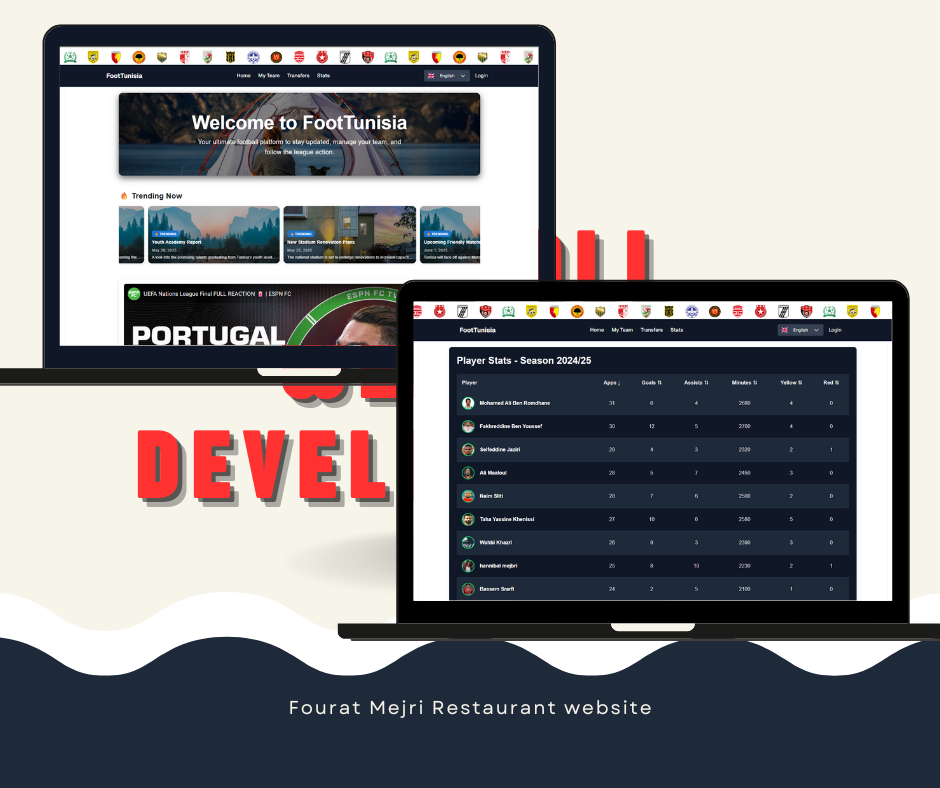 FootTunisia
Home My Team Transfers Stats
English
Login
Welcome to FootTunisia
Your ultimate football platform to stay updated, manage your team, and
follow the league action.
Trending Now
TRENDING
Youth Academy Report
May 28, 2025
A look into the promising talents graduating from Tunisia's youth acad...
TRENDING
New Stadium Renovation Plans
May 25, 2025
The national stadium is set to undergo renovations to increase capacit...
TRENDING
Upcoming Friendly Matche
June 1, 2025
Tunisia will face off against
UEFA Nations League Final FULL REACTION | ESPN FC
ESPN FC
PORTUGAL
DEVEL
FootTunisia
Home My Team Transfers Stats
English
Login
Player Stats - Season 2024/25
Player Apps ↓ Goals ⇅ Assists ⇅ Minutes ⇅ Yellow ⇅ Red ⇅
Mohamed Ali Ben Romdhane 31 6 4 2580 4 0
Fakhreddine Ben Youssef 30 12 5 2700 4 0
Seifeddine Jaziri 29 4 3 2320 2 1
Ali Maaloul 28 5 7 2450 3 0
Naim Sliti 28 7 6 2500 2 0
Taha Yassine Khenissi 27 10 6 2580 5 0
Wahbi Khazri 26 9 3 2390 3 0
hannibal mejbri 25 8 10 2230 2 1
Bassem Srarfi 24 2 5 2100 1 0
Fourat Mejri Restaurant website